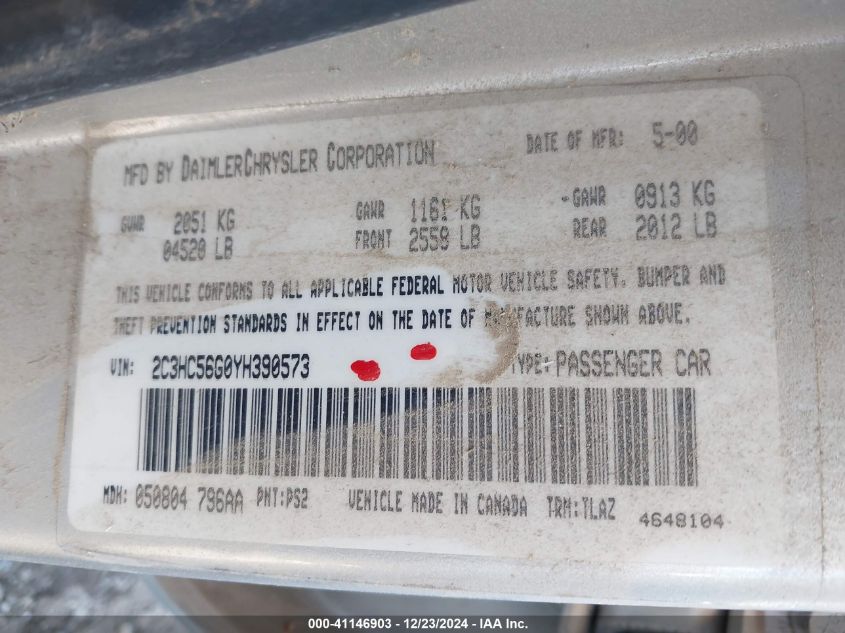 MFD BY DAIMLERCHRYSLER CORPORATION DATE OF MFR: 5-00
GVWR 2051 KG GAWR 1161 KG GAWR 0913 KG
04520 LB FRONT 2559 LB REAR 2012 LB
THIS VEHICLE CONFORMS TO ALL APPLICABLE FEDERAL MOTOR VEHICLE SAFETY, BUMPER AND
THEFT PREVENTION STANDARDS IN EFFECT ON THE DATE OF MANUFACTURE SHOWN ABOVE.
VIN: 2C3HC56G0YH390573 TYPE: PASSENGER CAR
MDH: 050804 796AA PNT:PS2 VEHICLE MADE IN CANADA TRM:TLAZ
4648104
000-41146903 - 12/23/2024 - IAA Inc.